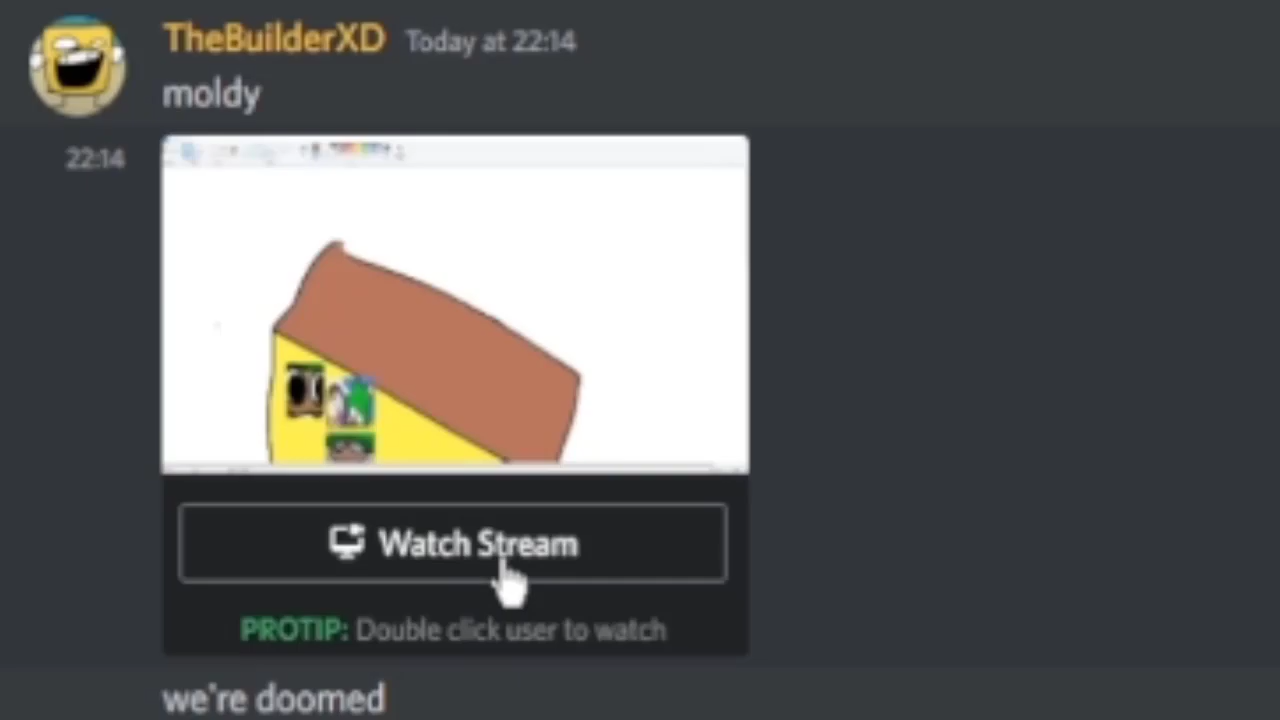 TheBuilderXD Today at 22:14
moldy
22:14
Watch Stream
PROTIP: Double click user to watch
we're doomed